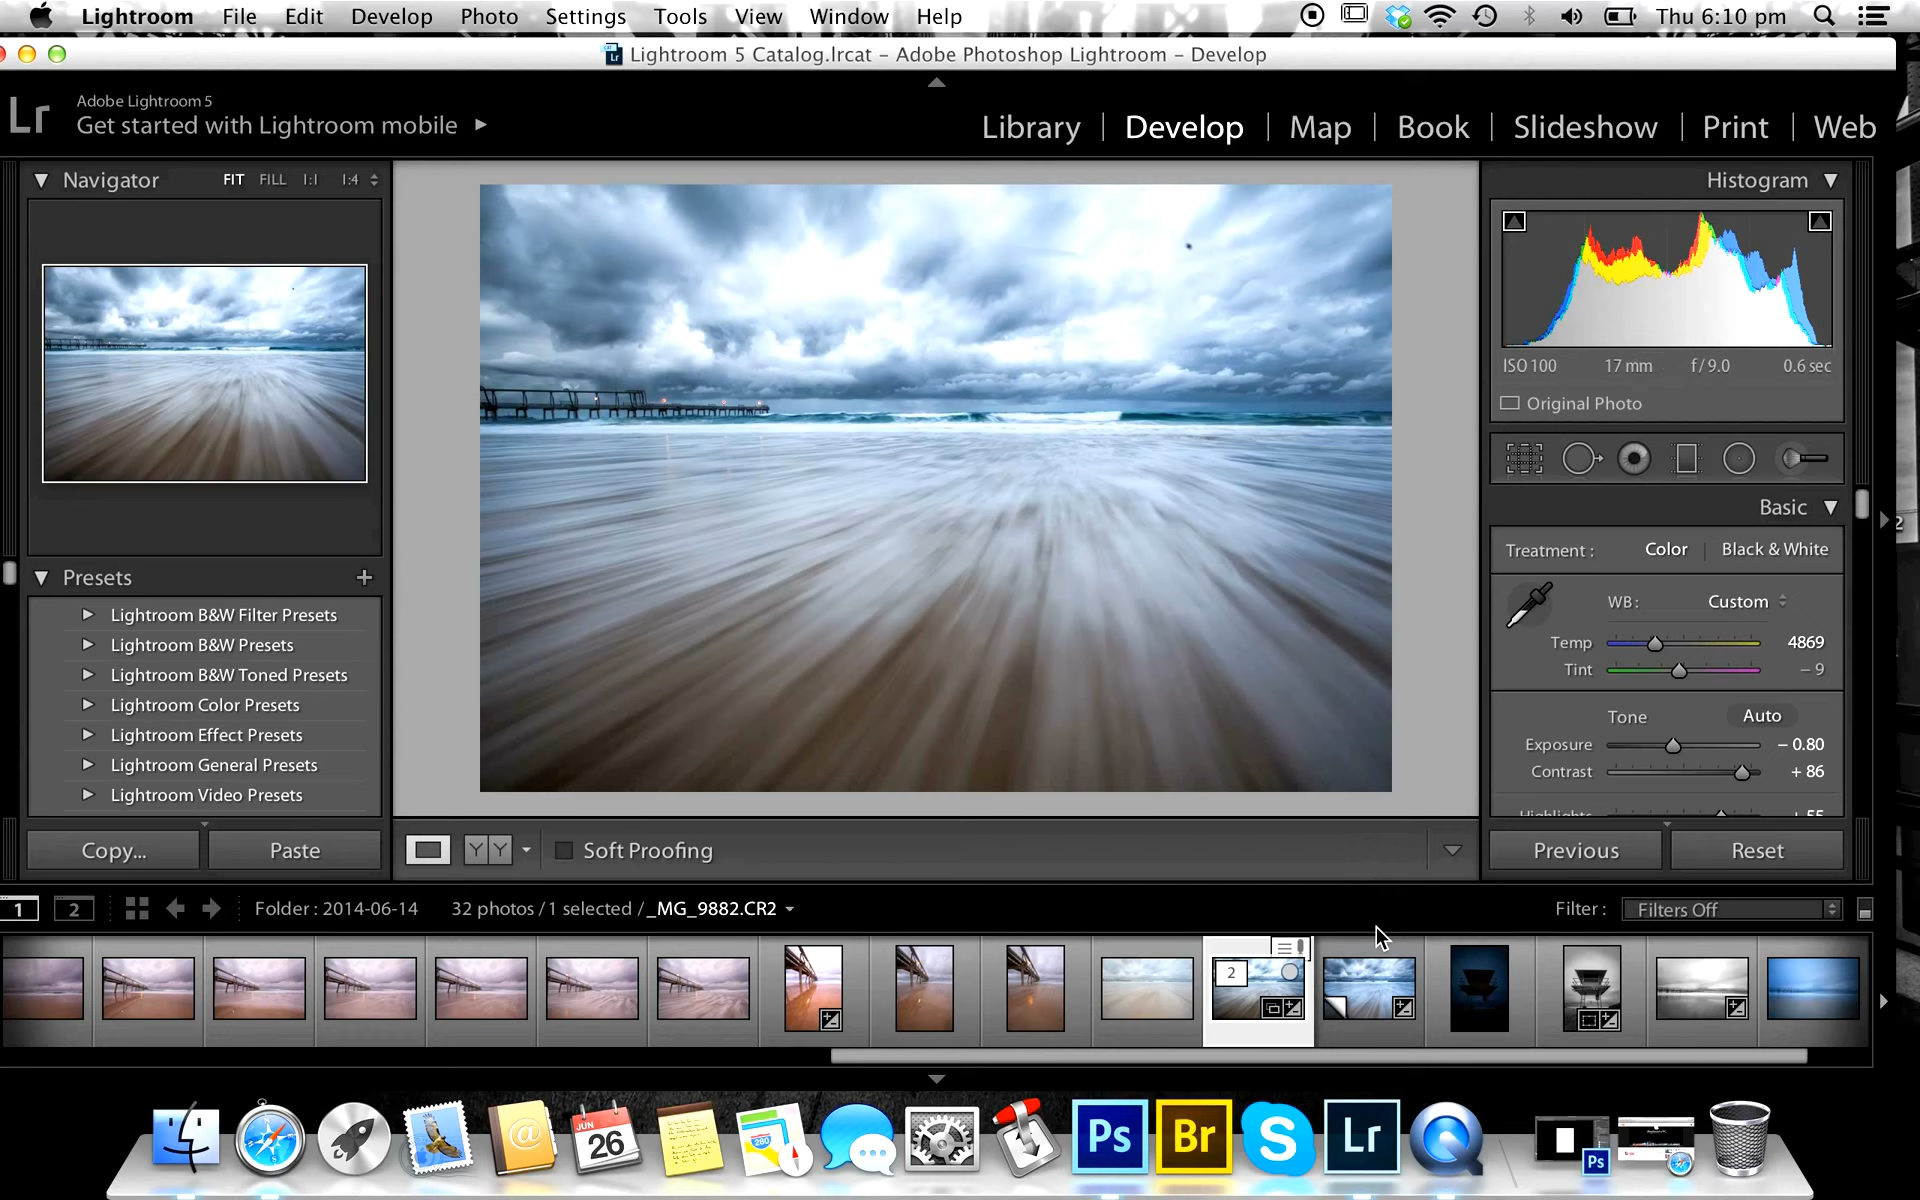 Lightroom File Edit Develop Photo Settings Tools View Window Help Thu 6:10 pm
Lightroom 5 Catalog.lrcat – Adobe Photoshop Lightroom – Develop
Lr Adobe Lightroom 5
Get started with Lightroom mobile
Library | Develop | Map | Book | Slideshow | Print | Web
Navigator FIT FILL 1:1 1:4
Histogram
ISO 100 17 mm f / 9.0 0.6 sec
Original Photo
Basic
Treatment : Color Black & White
WB : Custom
Temp 4869
Tint – 9
Tone Auto
Exposure – 0.80
Contrast + 86
Highlights + 55
Presets +
Lightroom B&W Filter Presets
Lightroom B&W Presets
Lightroom B&W Toned Presets
Lightroom Color Presets
Lightroom Effect Presets
Lightroom General Presets
Lightroom Video Presets
Copy... Paste
Y Y Soft Proofing
Previous Reset
1 2 Folder : 2014-06-14 32 photos / 1 selected / _MG_9882.CR2 Filter : Filters Off
2
JUN
26
@
280
Ps Br S Lr
Ps